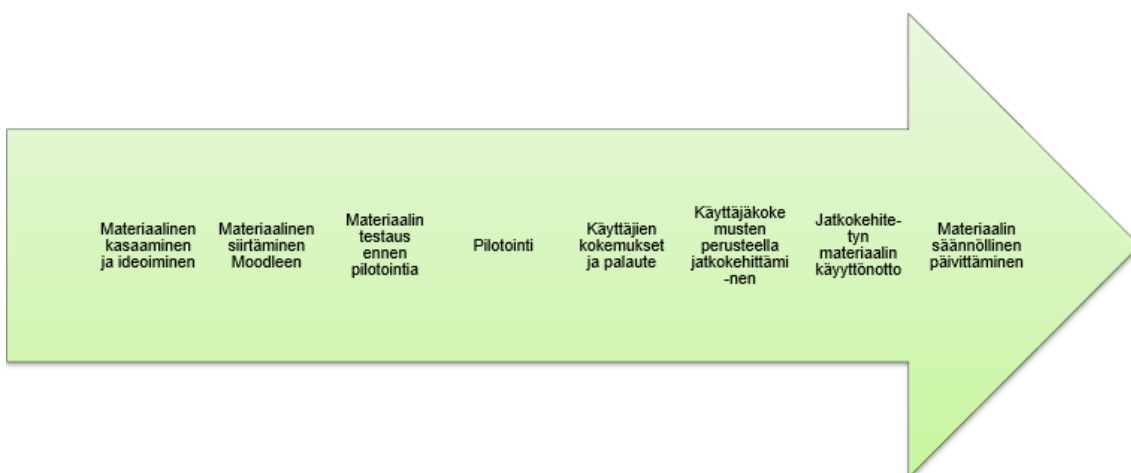 Materiaalinen
kasaaminen
ja ideoiminen
Materiaalinen
siirtäminen
Moodleen
Materiaalin
testaus
ennen
pilotointia
Pilotointi
Käyttäjien
kokemukset
ja palaute
Käyttäjäkoke
musten
perusteella
jatkokehittämi
-nen
Jatkokehite-
tyn
materiaalin
käyyttönotto
Materiaalin
säännöllinen
päivittäminen